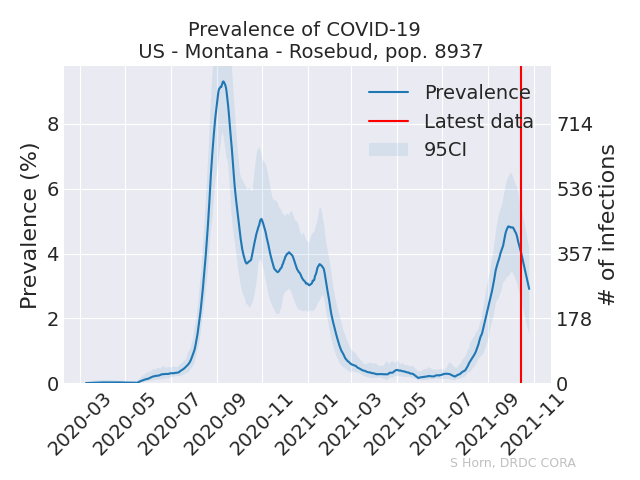 Prevalence of COVID-19
US - Montana - Rosebud, pop. 8937
Prevalence
Latest data
95CI
Prevalence (%)
8
6
4
2
0
714
536
357
178
0
# of infections
2020-03
2020-05
2020-07
2020-09
2020-11
2021-01
2021-03
2021-05
2021-07
2021-09
2021-11
S Horn, DRDC CORA